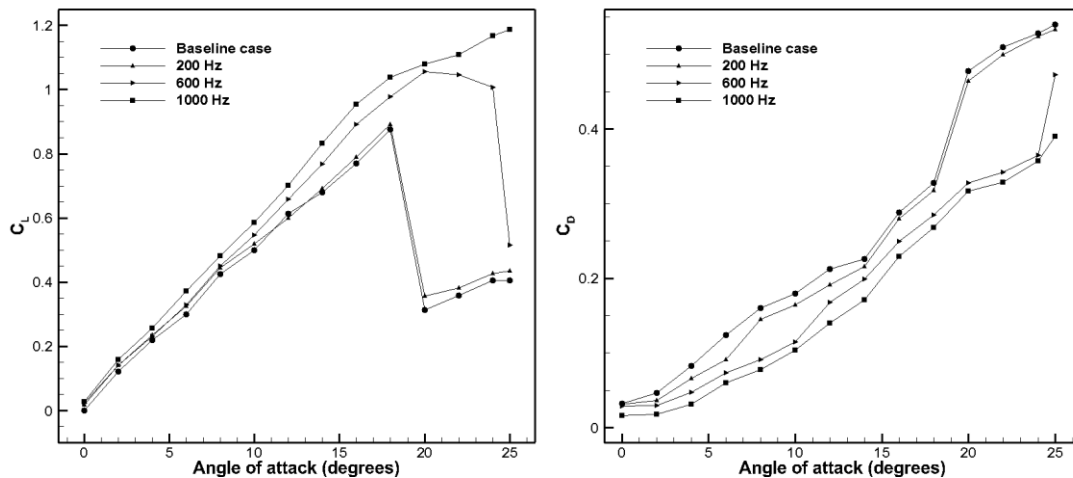 1.2
1
0.8
0.6
0.4
0.2
0
C_L
Baseline case
200 Hz
600 Hz
1000 Hz
0 5 10 15 20 25
Angle of attack (degrees)
0.4
0.2
0
C_D
Baseline case
200 Hz
600 Hz
1000 Hz
0 5 10 15 20 25
Angle of attack (degrees)